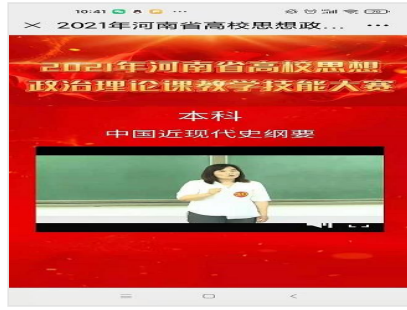 10:41
× 2021年河南省高校思想政... ···
2021年河南省高校思想
政治理论课教学技能大赛
本科
中国近现代史纲要